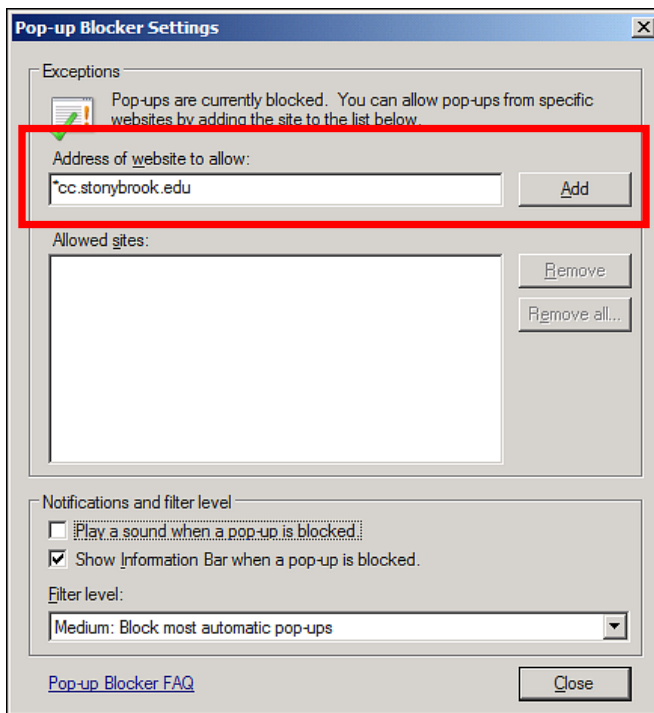 Pop-up Blocker Settings
Exceptions
Pop-ups are currently blocked. You can allow pop-ups from specific
websites by adding the site to the list below.
Address of website to allow:
*cc.stonybrook.edu
Add
Allowed sites:
Remove
Remove all...
Notifications and filter level
Play a sound when a pop-up is blocked.
Show Information Bar when a pop-up is blocked.
Filter level:
Medium: Block most automatic pop-ups
Pop-up Blocker FAQ
Close